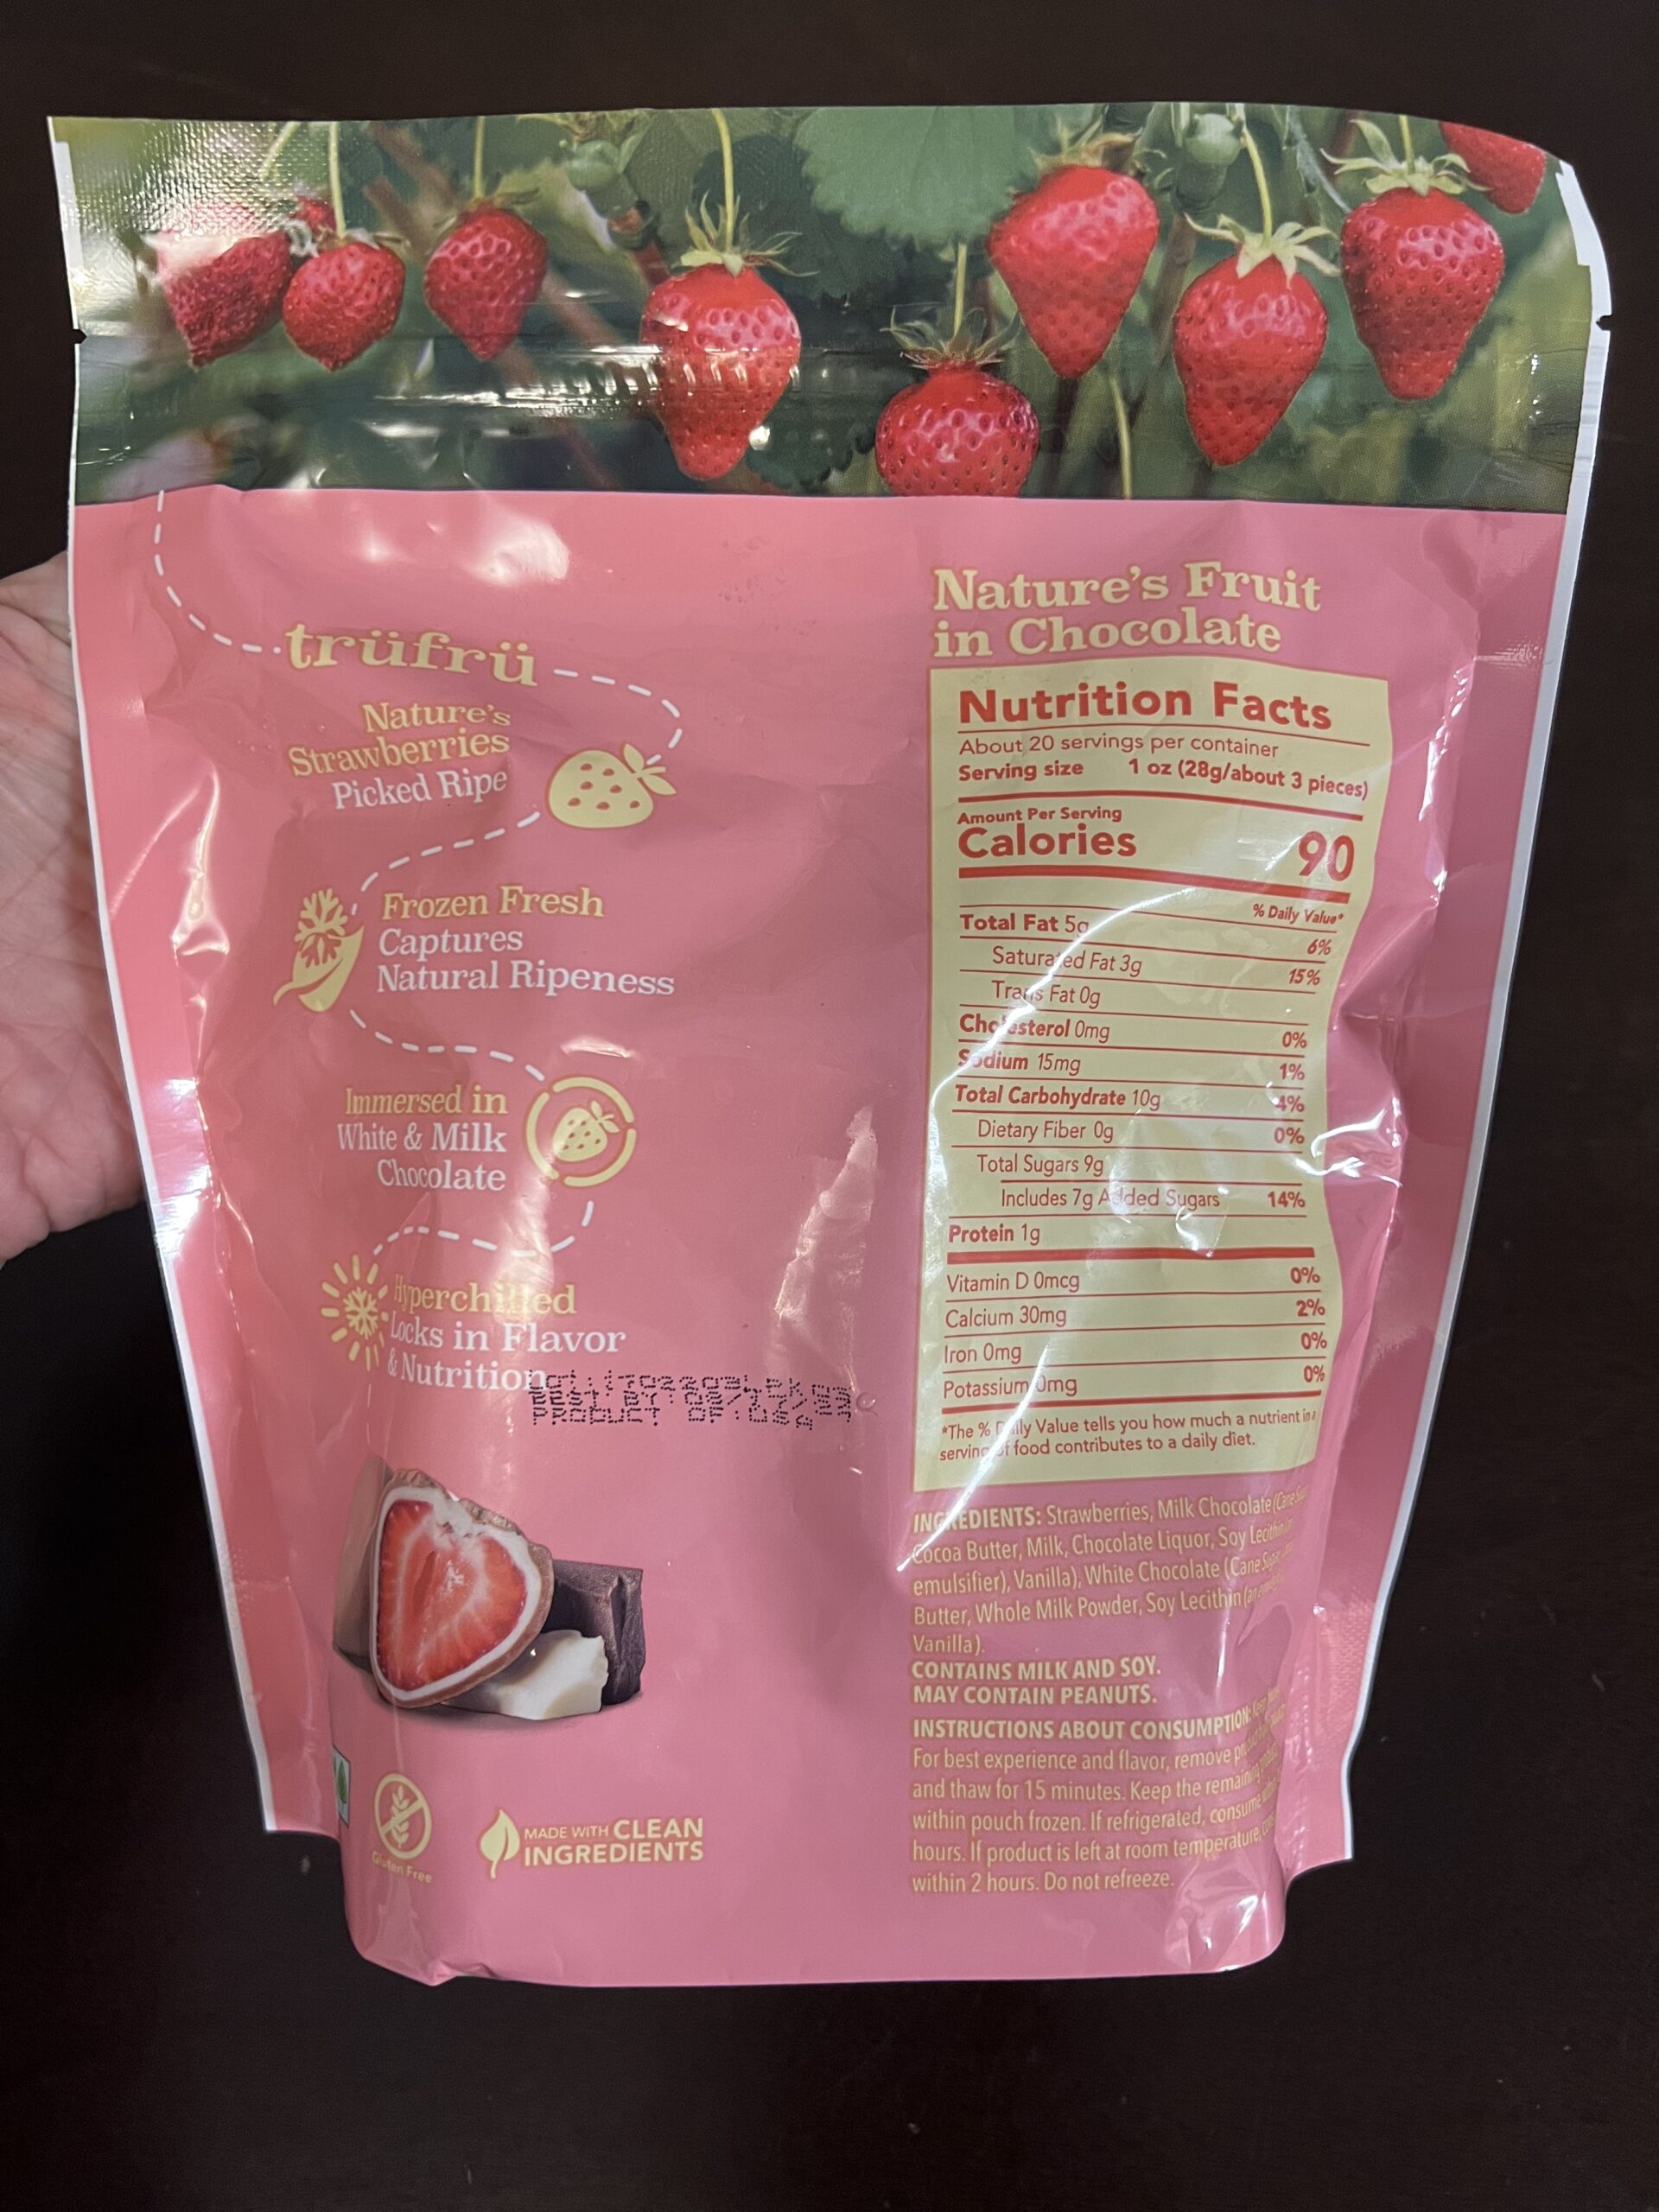 trüfrü
Nature's
Strawberries
Picked Ripe
Frozen Fresh
Captures
Natural Ripeness
Immersed in
White & Milk
Chocolate
Hyperchilled
Locks in Flavor
& Nutrition
BEST BY
PRODUCT OF: USA
Gluten Free
MADE WITH CLEAN
INGREDIENTS
Nature's Fruit
in Chocolate
Nutrition Facts
About 20 servings per container
Serving size 1 oz (28g/about 3 pieces)
Amount Per Serving
Calories 90
% Daily Value*
Total Fat 5g 6%
Saturated Fat 3g 15%
Trans Fat 0g
Cholesterol 0mg 0%
Sodium 15mg 1%
Total Carbohydrate 10g 4%
Dietary Fiber 0g 0%
Total Sugars 9g
Includes 7g Added Sugars 14%
Protein 1g
Vitamin D 0mcg 0%
Calcium 30mg 2%
Iron 0mg 0%
Potassium 0mg 0%
*The % Daily Value tells you how much a nutrient in a
serving of food contributes to a daily diet.
INGREDIENTS: Strawberries, Milk Chocolate (Cane
Cocoa Butter, Milk, Chocolate Liquor, Soy Lecithin
emulsifier), Vanilla), White Chocolate (Cane Sugar,
Butter, Whole Milk Powder, Soy Lecithin (an
Vanilla).
CONTAINS MILK AND SOY.
MAY CONTAIN PEANUTS.
INSTRUCTIONS ABOUT CONSUMPTION: Keep
For best experience and flavor, remove
and thaw for 15 minutes. Keep the remaining
within pouch frozen. If refrigerated, consume
hours. If product is left at room temperature,
within 2 hours. Do not refreeze.